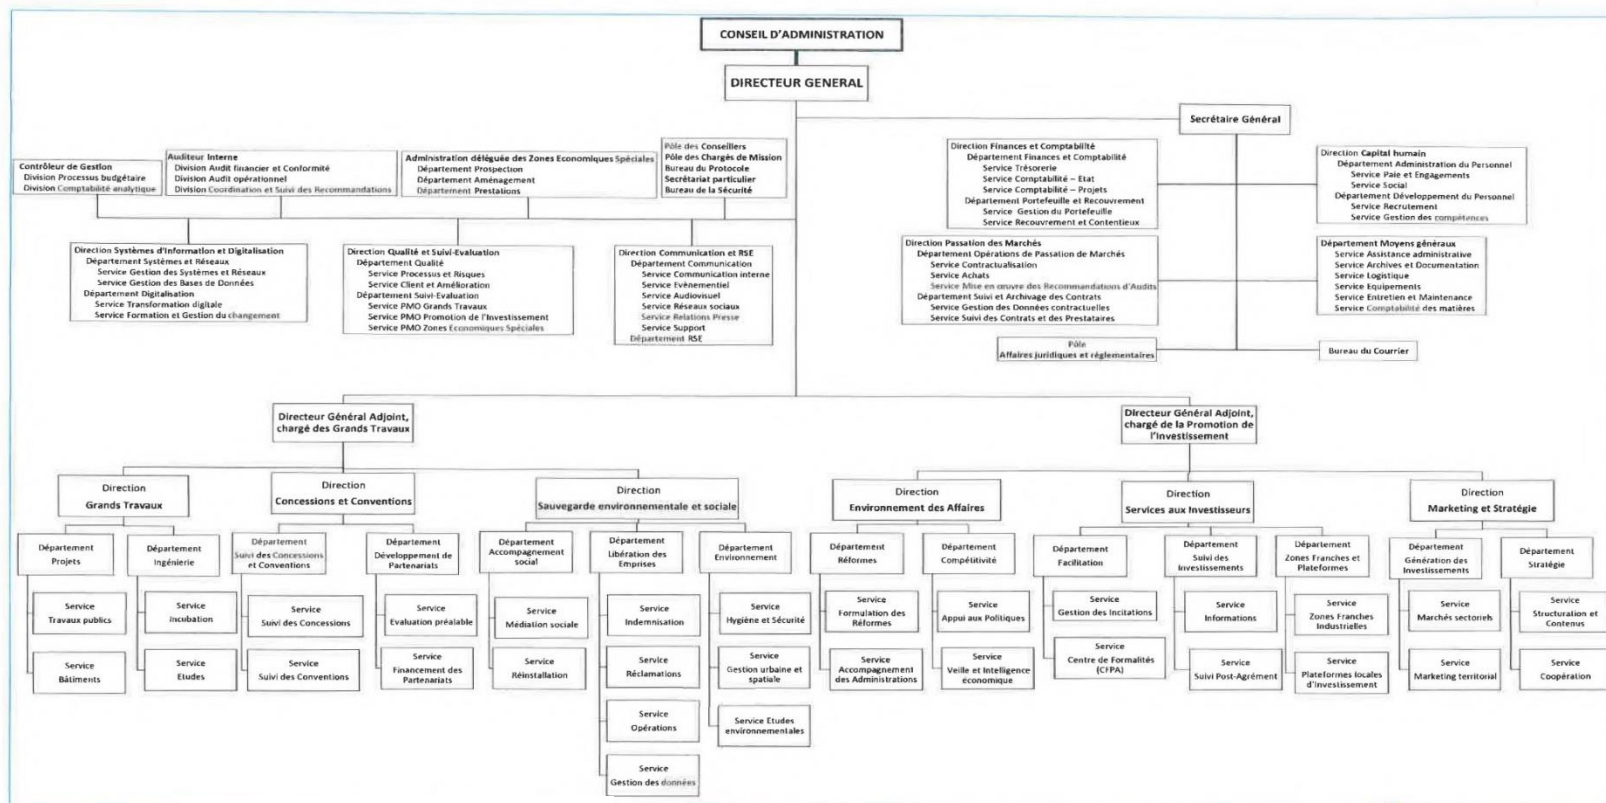 CONSEIL D'ADMINISTRATION
DIRECTEUR GENERAL
Secrétaire Général
Contrôleur de Gestion
Division Processus budgétaire
Division Comptabilité analytique
Auditeur Interne
Division Audit financier et Conformité
Division Audit opérationnel
Division Coordination et Suivi des Recommandations
Administration déléguée des Zones Economiques Spéciales
Département Prospection
Département Aménagement
Département Prestations
Pôle des Conseillers
Pôle des Chargés de Mission
Bureau du Protocole
Secrétariat particulier
Bureau de la Sécurité
Direction Finances et Comptabilité
Département Finances et Comptabilité
Service Trésorerie
Service Comptabilité – Etat
Service Comptabilité – Projets
Département Portefeuille et Recouvrement
Service Gestion du Portefeuille
Service Recouvrement et Contentieux
Direction Capital humain
Département Administration du Personnel
Service Paie et Engagements
Service Social
Département Développement du Personnel
Service Recrutement
Service Gestion des compétences
Direction Systèmes d'Information et Digitalisation
Département Systèmes et Réseaux
Service Gestion des Systèmes et Réseaux
Service Gestion des Bases de Données
Département Digitalisation
Service Transformation digitale
Service Formation et Gestion du changement
Direction Qualité et Suivi-Evaluation
Département Qualité
Service Processus et Risques
Service Client et Amélioration
Département Suivi-Evaluation
Service PMO Grands Travaux
Service PMO Promotion de l'Investissement
Service PMO Zones Economiques Spéciales
Direction Communication et RSE
Département Communication
Service Communication interne
Service Evènementiel
Service Audiovisuel
Service Réseaux sociaux
Service Relations Presse
Service Support
Département RSE
Direction Passation des Marchés
Département Opérations de Passation de Marchés
Service Contractualisation
Service Achats
Service Mise en œuvre des Recommandations d'Audits
Département Suivi et Archivage des Contrats
Service Gestion des Données contractuelles
Service Suivi des Contrats et des Prestataires
Département Moyens généraux
Service Assistance administrative
Service Archives et Documentation
Service Logistique
Service Equipements
Service Entretien et Maintenance
Service Comptabilité des matières
Pôle
Affaires juridiques et réglementaires
Bureau du Courrier
Directeur Général Adjoint,
chargé des Grands Travaux
Directeur Général Adjoint,
chargé de la Promotion de
l'Investissement
Direction
Grands Travaux
Direction
Concessions et Conventions
Direction
Sauvegarde environnementale et sociale
Direction
Environnement des Affaires
Direction
Services aux Investisseurs
Direction
Marketing et Stratégie
Département
Projets
Département
Ingénierie
Département
Suivi des Concessions
et Conventions
Département
Développement de
Partenariats
Département
Accompagnement
social
Département
Libération des
Emprises
Département
Environnement
Département
Réformes
Département
Compétitivité
Département
Facilitation
Département
Suivi des
Investissements
Département
Zones Franches et
Plateformes
Département
Génération des
Investissements
Département
Stratégie
Service
Travaux publics
Service
Incubation
Service
Suivi des Concessions
Service
Evaluation préalable
Service
Médiation sociale
Service
Indemnisation
Service
Hygiène et Sécurité
Service
Formulation des
Réformes
Service
Appui aux Politiques
Service
Gestion des Incitations
Service
Informations
Service
Zones Franches
Industrielles
Service
Marchés sectoriels
Service
Structuration et
Contenus
Service
Bâtiments
Service
Etudes
Service
Suivi des Conventions
Service
Financement des
Partenariats
Service
Réinstallation
Service
Réclamations
Service
Gestion urbaine et
spatiale
Service
Accompagnement
des Administrations
Service
Veille et Intelligence
économique
Service
Centre de Formalités
(CFPA)
Service
Suivi Post-Agrément
Service
Plateformes locales
d'Investissement
Service
Marketing territorial
Service
Coopération
Service
Opérations
Service Etudes
environnementales
Service
Gestion des données